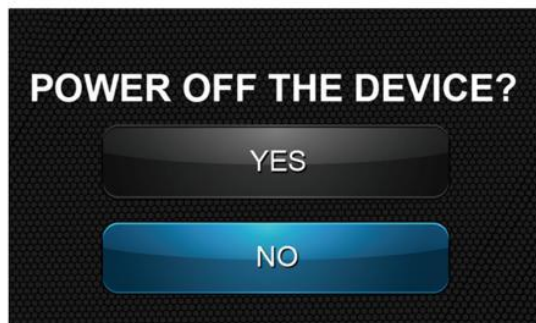 POWER OFF THE DEVICE?
YES
NO